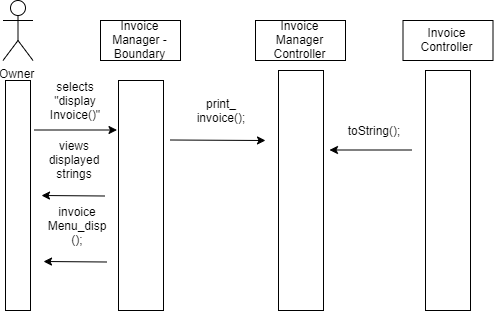 Invoice
Manager -
Boundary
Invoice
Manager
Controller
Invoice
Controller
Owner
selects
"display
Invoice()"
print_
invoice();
toString();
views
displayed
strings
invoice
Menu_disp
();